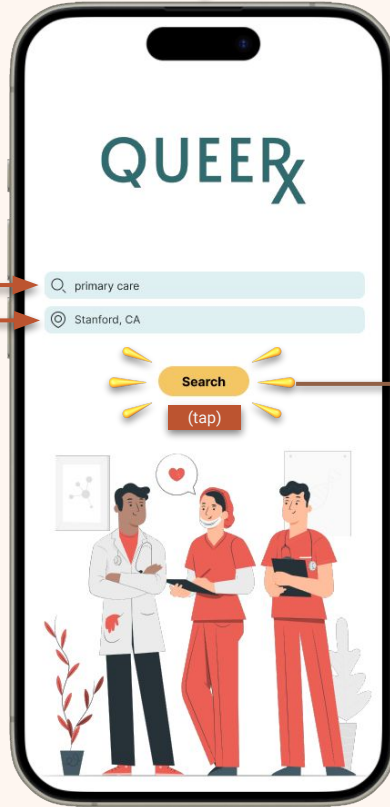 QUEERX
primary care
Stanford, CA
Search
(tap)